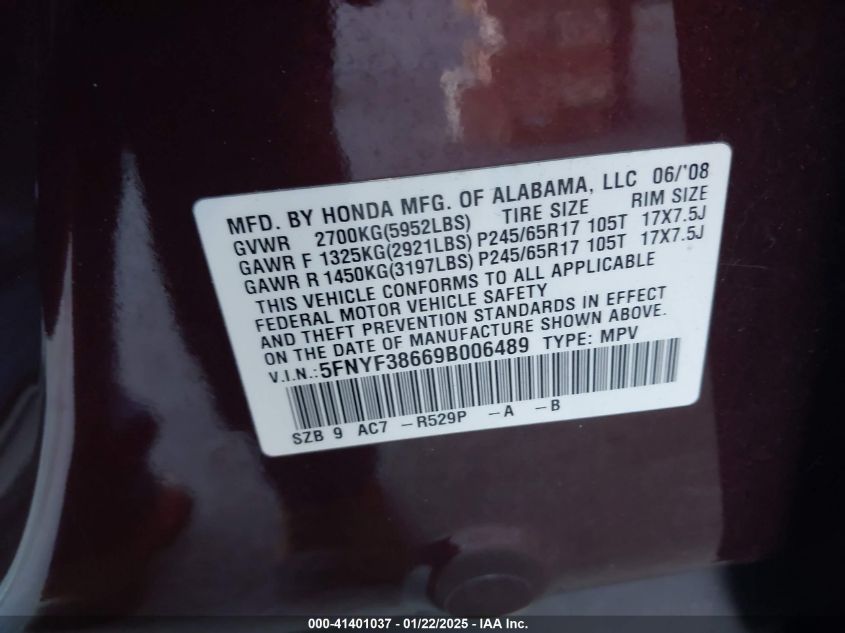 MFD. BY HONDA MFG. OF ALABAMA, LLC 06/'08
GVWR 2700KG(5952LBS) TIRE SIZE RIM SIZE
GAWR F 1325KG(2921LBS) P245/65R17 105T 17X7.5J
GAWR R 1450KG(3197LBS) P245/65R17 105T 17X7.5J
THIS VEHICLE CONFORMS TO ALL APPLICABLE
FEDERAL MOTOR VEHICLE SAFETY
AND THEFT PREVENTION STANDARDS IN EFFECT
ON THE DATE OF MANUFACTURE SHOWN ABOVE.
V.I.N.:5FNYF38669B006489 TYPE: MPV
SZB 9 AC7 -R529P -A -B
000-41401037 - 01/22/2025 - IAA Inc.